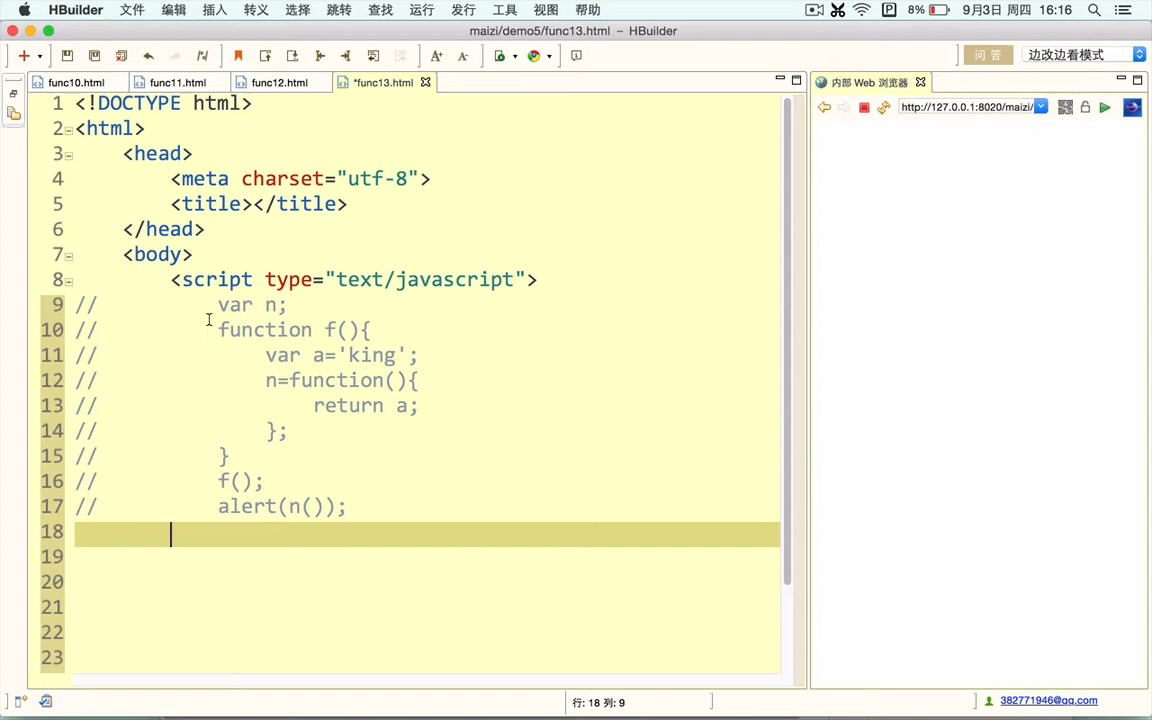 HBuilder 文件 编辑 插入 转义 选择 跳转 查找 运行 发行 工具 视图 帮助 8% 9月3日 周四 16:16
maizi/demo5/func13.html – HBuilder
问 答 边改边看模式
func10.html func11.html func12.html *func13.html 内部 Web 浏览器
http://127.0.0.1:8020/maizi/
1 <!DOCTYPE html>
2 <html>
3 <head>
4 <meta charset="utf-8">
5 <title></title>
6 </head>
7 <body>
8 <script type="text/javascript">
9 // var n;
10 // function f(){
11 // var a='king';
12 // n=function(){
13 // return a;
14 // };
15 // }
16 // f();
17 // alert(n());
18
19
20
21
22
23
行: 18 列: 9 382771946@qq.com